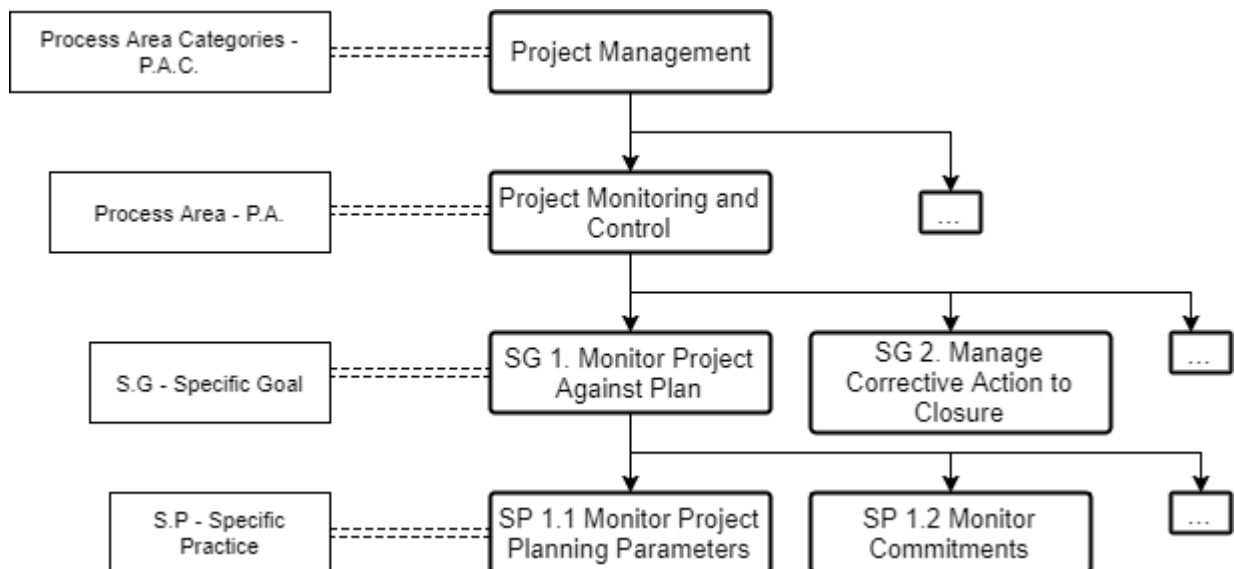 Process Area Categories -
P.A.C.
Project Management
Process Area - P.A.
Project Monitoring and
Control
...
S.G - Specific Goal
SG 1. Monitor Project
Against Plan
SG 2. Manage
Corrective Action to
Closure
...
S.P - Specific
Practice
SP 1.1 Monitor Project
Planning Parameters
SP 1.2 Monitor
Commitments
...